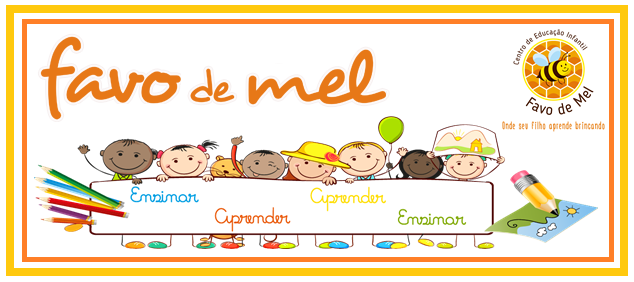 favo de mel
Centro de Educação Infantil
Favo de Mel
Onde seu Filho aprende brincando
Ensinar
Aprender
Aprender
Ensinar